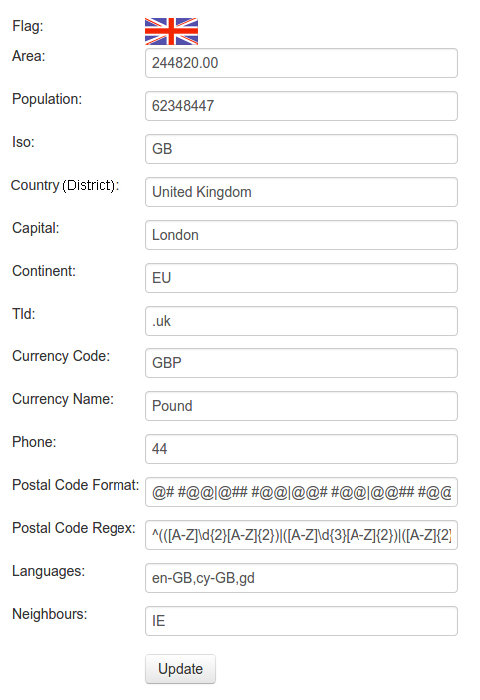 Flag:
Area: 244820.00
Population: 62348447
Iso: GB
Country (District): United Kingdom
Capital: London
Continent: EU
Tld: .uk
Currency Code: GBP
Currency Name: Pound
Phone: 44
Postal Code Format: @# #@@|@## #@@|@@# #@@|@@## #@@
Postal Code Regex: ^(([A-Z]\d{2}[A-Z]{2})|([A-Z]\d{3}[A-Z]{2})|([A-Z]{2}
Languages: en-GB,cy-GB,gd
Neighbours: IE
Update